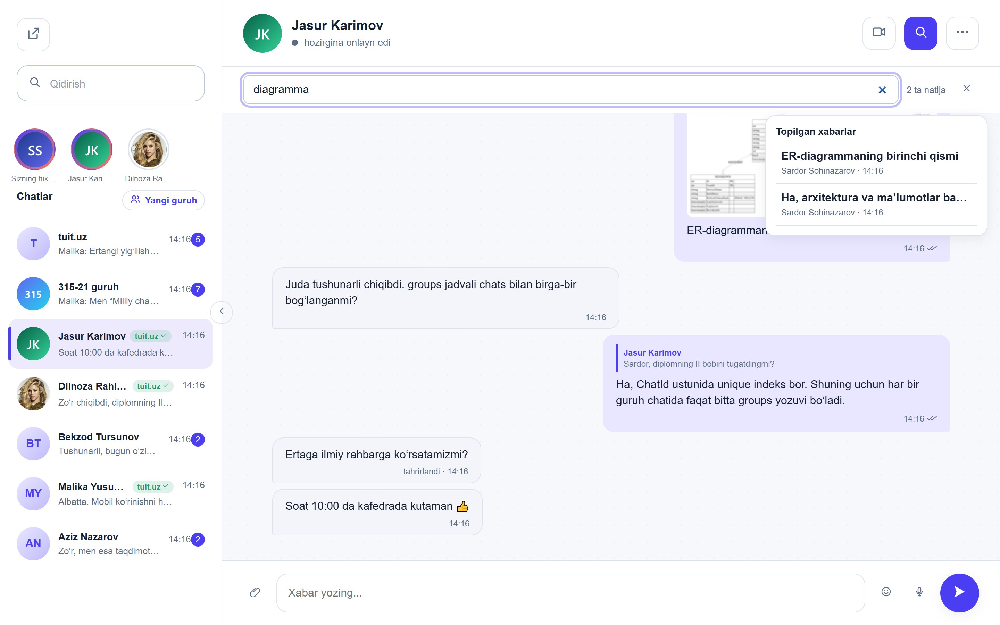 Qidirish
SS
JK
Sizning hik...
Jasur Kari...
Dilnoza Ra...
Chatlar
Yangi guruh
T
tuit.uz
14:16
5
Malika: Ertangi yig‘ilish...
315
315-21 guruh
14:16
7
Malika: Men “Milliy cha...
JK
Jasur Karimov
tuit.uz
14:16
Soat 10:00 da kafedrada k...
Dilnoza Rahi...
tuit.uz
14:16
Zo‘r chiqibdi, diplomning II...
BT
Bekzod Tursunov
14:16
2
Tushunarli, bugun o‘zi...
MY
Malika Yusu...
tuit.uz
14:16
Albatta. Mobil ko‘rinishni h...
AN
Aziz Nazarov
14:16
2
Zo‘r, men esa taqdimot...
JK
Jasur Karimov
hozirgina onlayn edi
diagramma
2 ta natija
Topilgan xabarlar
ER-diagrammaning birinchi qismi
Sardor Sohinazarov · 14:16
Ha, arxitektura va ma’lumotlar ba...
Sardor Sohinazarov · 14:16
SESSIONS
ER-diagramman
14:16
Juda tushunarli chiqibdi. groups jadvali chats bilan birga-bir
bog‘langanmi?
14:16
Jasur Karimov
Sardor, diplomning II bobini tugatdingmi?
Ha, ChatId ustunida unique indeks bor. Shuning uchun har bir
guruh chatida faqat bitta groups yozuvi bo‘ladi.
14:16
Ertaga ilmiy rahbarga ko‘rsatamizmi?
tahrirlandi · 14:16
Soat 10:00 da kafedrada kutaman 👍
14:16
Xabar yozing...